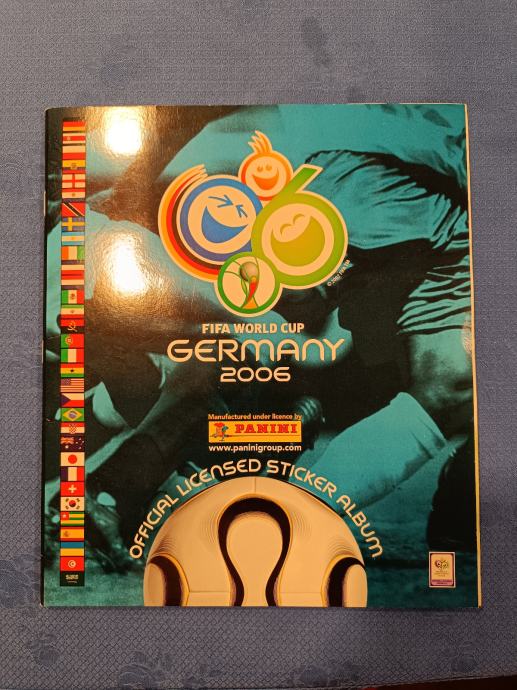 FIFA WORLD CUP
GERMANY
2006
Manufactured under licence by
PANINI
www.paninigroup.com
OFFICIAL LICENSED STICKER ALBUM